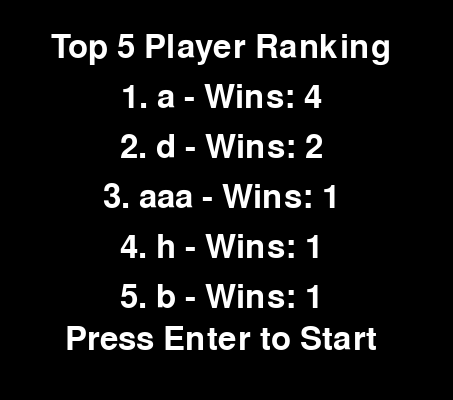 Top 5 Player Ranking
1. a - Wins: 4
2. d - Wins: 2
3. aaa - Wins: 1
4. h - Wins: 1
5. b - Wins: 1
Press Enter to Start